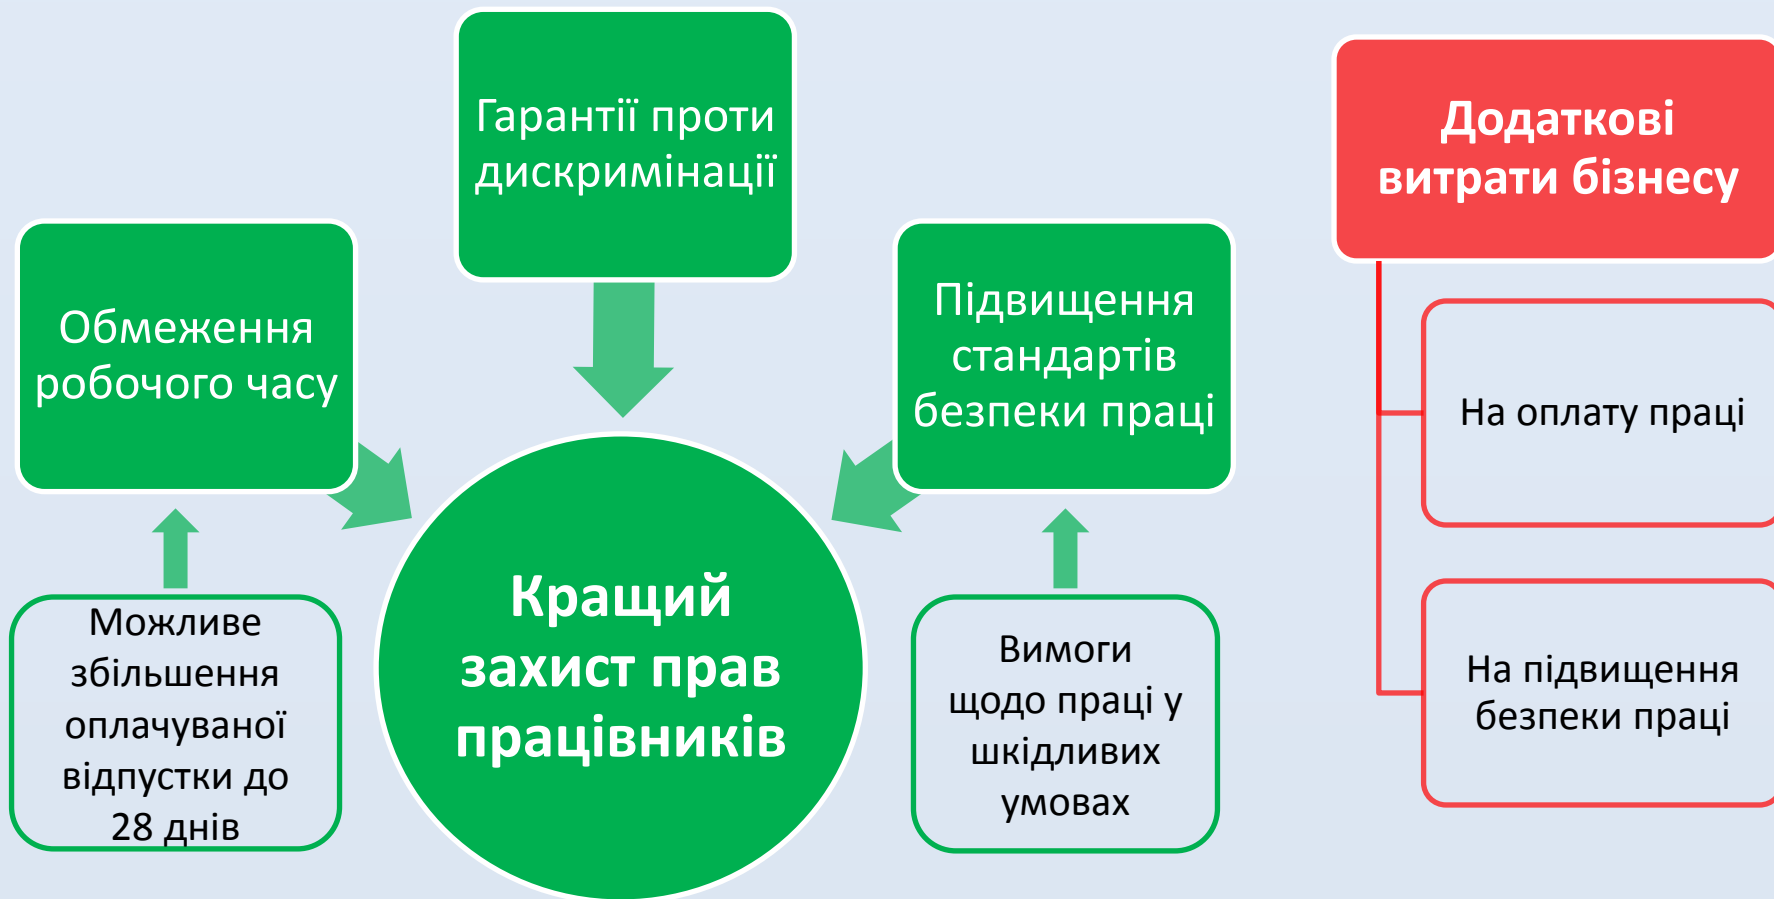 Гарантії проти
дискримінації
Обмеження
робочого часу
Підвищення
стандартів
безпеки праці
Можливе
збільшення
оплачуваної
відпустки до
28 днів
Кращий
захист прав
працівників
Вимоги
щодо праці у
шкідливих
умовах
Додаткові
витрати бізнесу
На оплату праці
На підвищення
безпеки праці